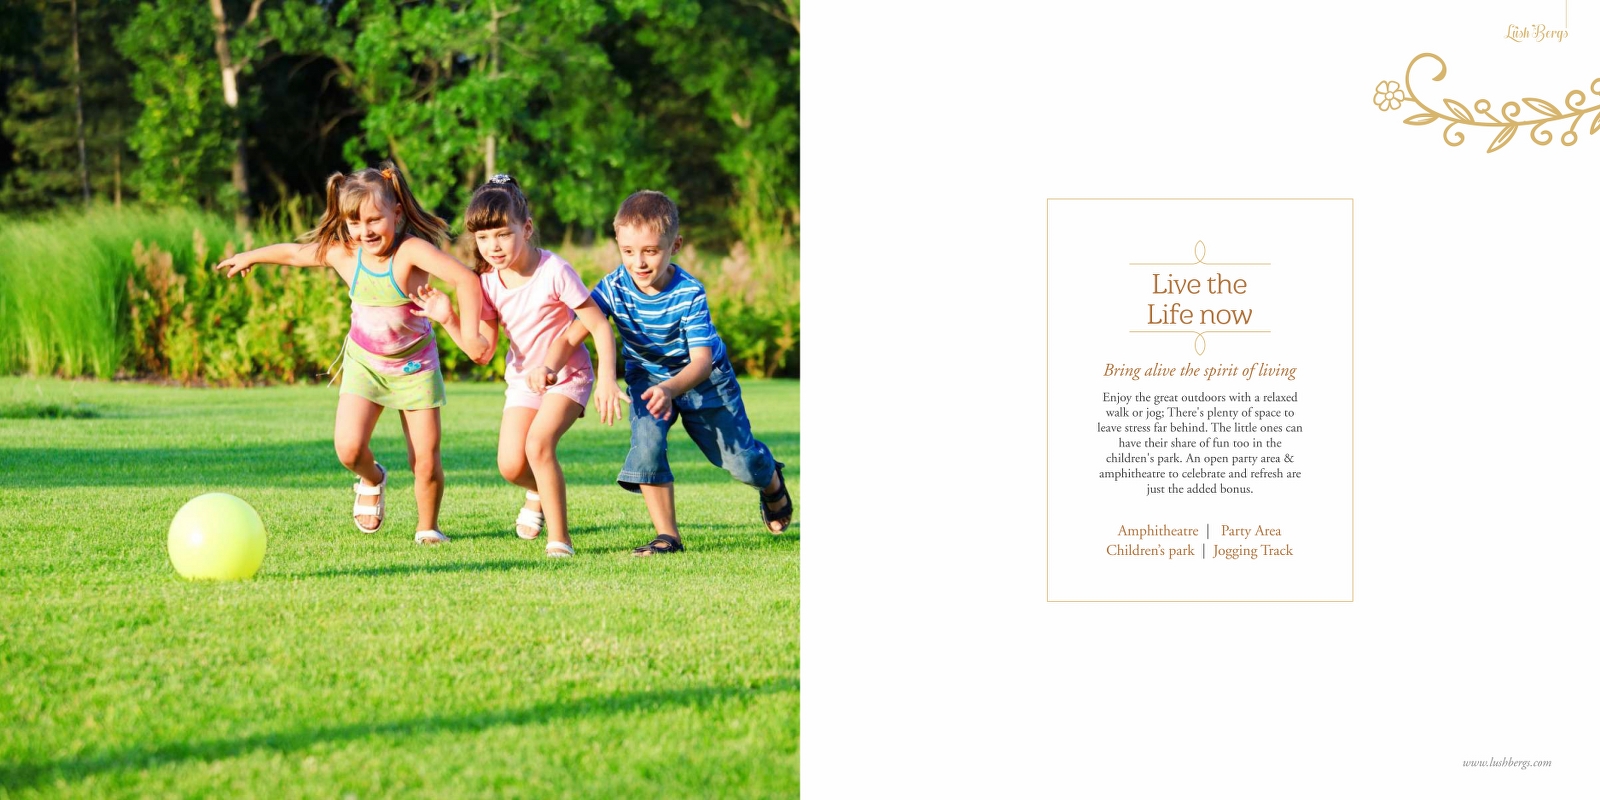 Lush Bergs
Live the
Life now
Bring alive the spirit of living
Enjoy the great outdoors with a relaxed
walk or jog; There's plenty of space to
leave stress far behind. The little ones can
have their share of fun too in the
children's park. An open party area &
amphitheatre to celebrate and refresh are
just the added bonus.
Amphitheatre | Party Area
Children's park | Jogging Track
www.lushbergs.com